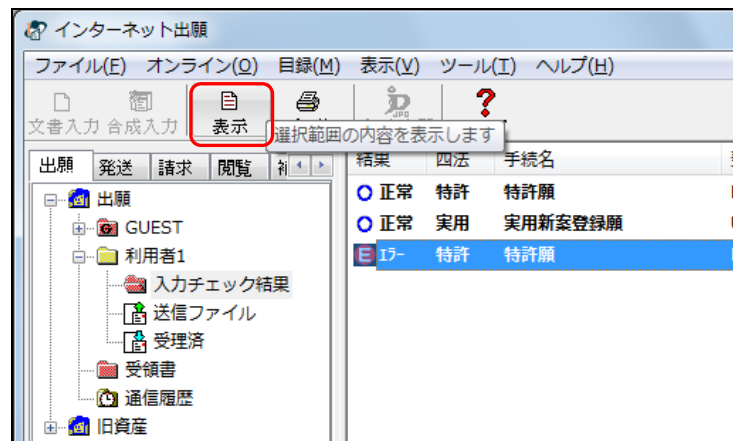 インターネット出願
ファイル(F) オンライン(O) 目録(M) 表示(V) ツール(T) ヘルプ(H)
文書入力 合成入力 表示
選択範囲の内容を表示します
出願 発送 請求 閲覧
結果 四法 手続名
出願
GUEST
利用者1
入力チェック結果
送信ファイル
受理済
受領書
通信履歴
旧資産
正常 特許 特許願
正常 実用 実用新案登録願
E ｴﾗｰ 特許 特許願